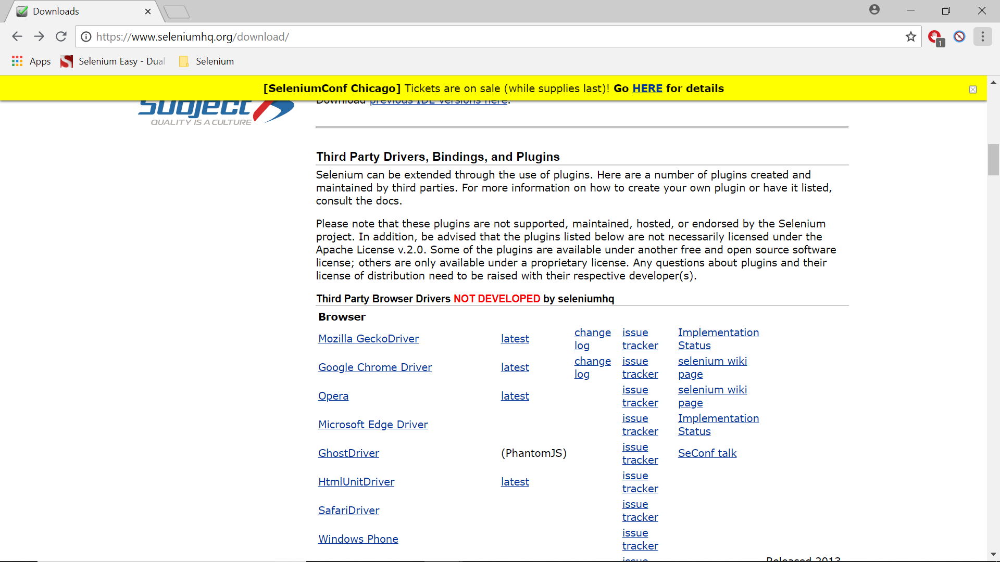 Downloads
https://www.seleniumhq.org/download/
1
Apps
Selenium Easy - Dual
Selenium
[SeleniumConf Chicago] Tickets are on sale (while supplies last)! Go HERE for details
Subject
QUALITY IS A CULTURE
Download previous IDE versions here.
Third Party Drivers, Bindings, and Plugins
Selenium can be extended through the use of plugins. Here are a number of plugins created and
maintained by third parties. For more information on how to create your own plugin or have it listed,
consult the docs.
Please note that these plugins are not supported, maintained, hosted, or endorsed by the Selenium
project. In addition, be advised that the plugins listed below are not necessarily licensed under the
Apache License v.2.0. Some of the plugins are available under another free and open source software
license; others are only available under a proprietary license. Any questions about plugins and their
license of distribution need to be raised with their respective developer(s).
Third Party Browser Drivers NOT DEVELOPED by seleniumhq
Browser
Mozilla GeckoDriver
latest
change
log
issue
tracker
Implementation
Status
Google Chrome Driver
latest
change
log
issue
tracker
selenium wiki
page
Opera
latest
issue
tracker
selenium wiki
page
Microsoft Edge Driver
issue
tracker
Implementation
Status
GhostDriver
(PhantomJS)
issue
tracker
SeConf talk
HtmlUnitDriver
latest
issue
tracker
SafariDriver
issue
tracker
Windows Phone
issue
tracker
issue
Released 2013